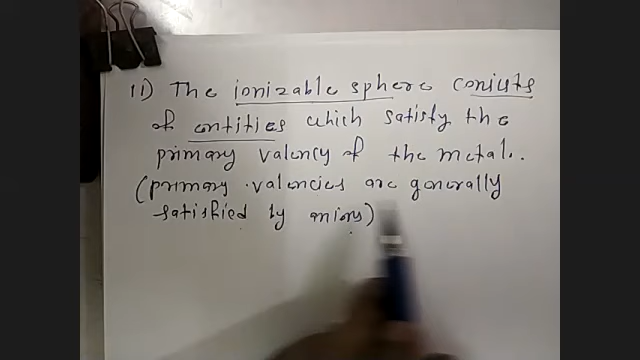 11) The ionizable sphere consists
of entities which satisfy the
primary valency of the metal.
(primary valencies are generally
satisfied by anions)